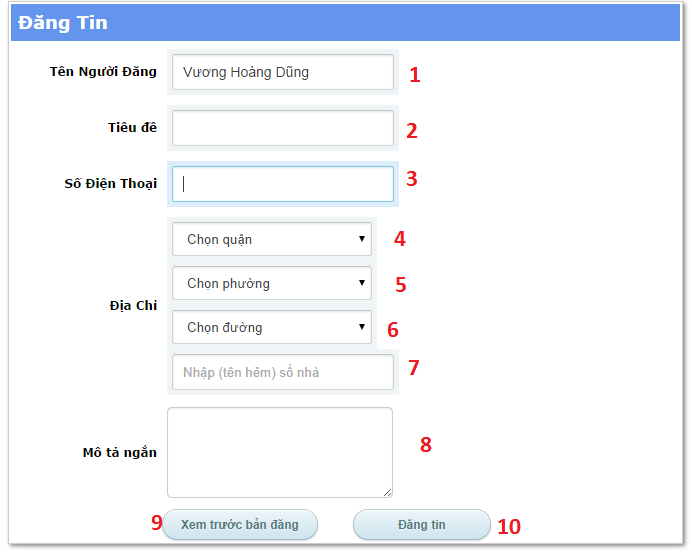 Đăng Tin
Tên Người Đăng Vương Hoàng Dũng 1
Tiêu đề 2
Số Điện Thoại 3
Chọn quận 4
Chọn phường 5
Địa Chỉ
Chọn đường 6
Nhập (tên hẻm) số nhà 7
Mô tả ngắn 8
9 Xem trước bản đăng Đăng tin 10